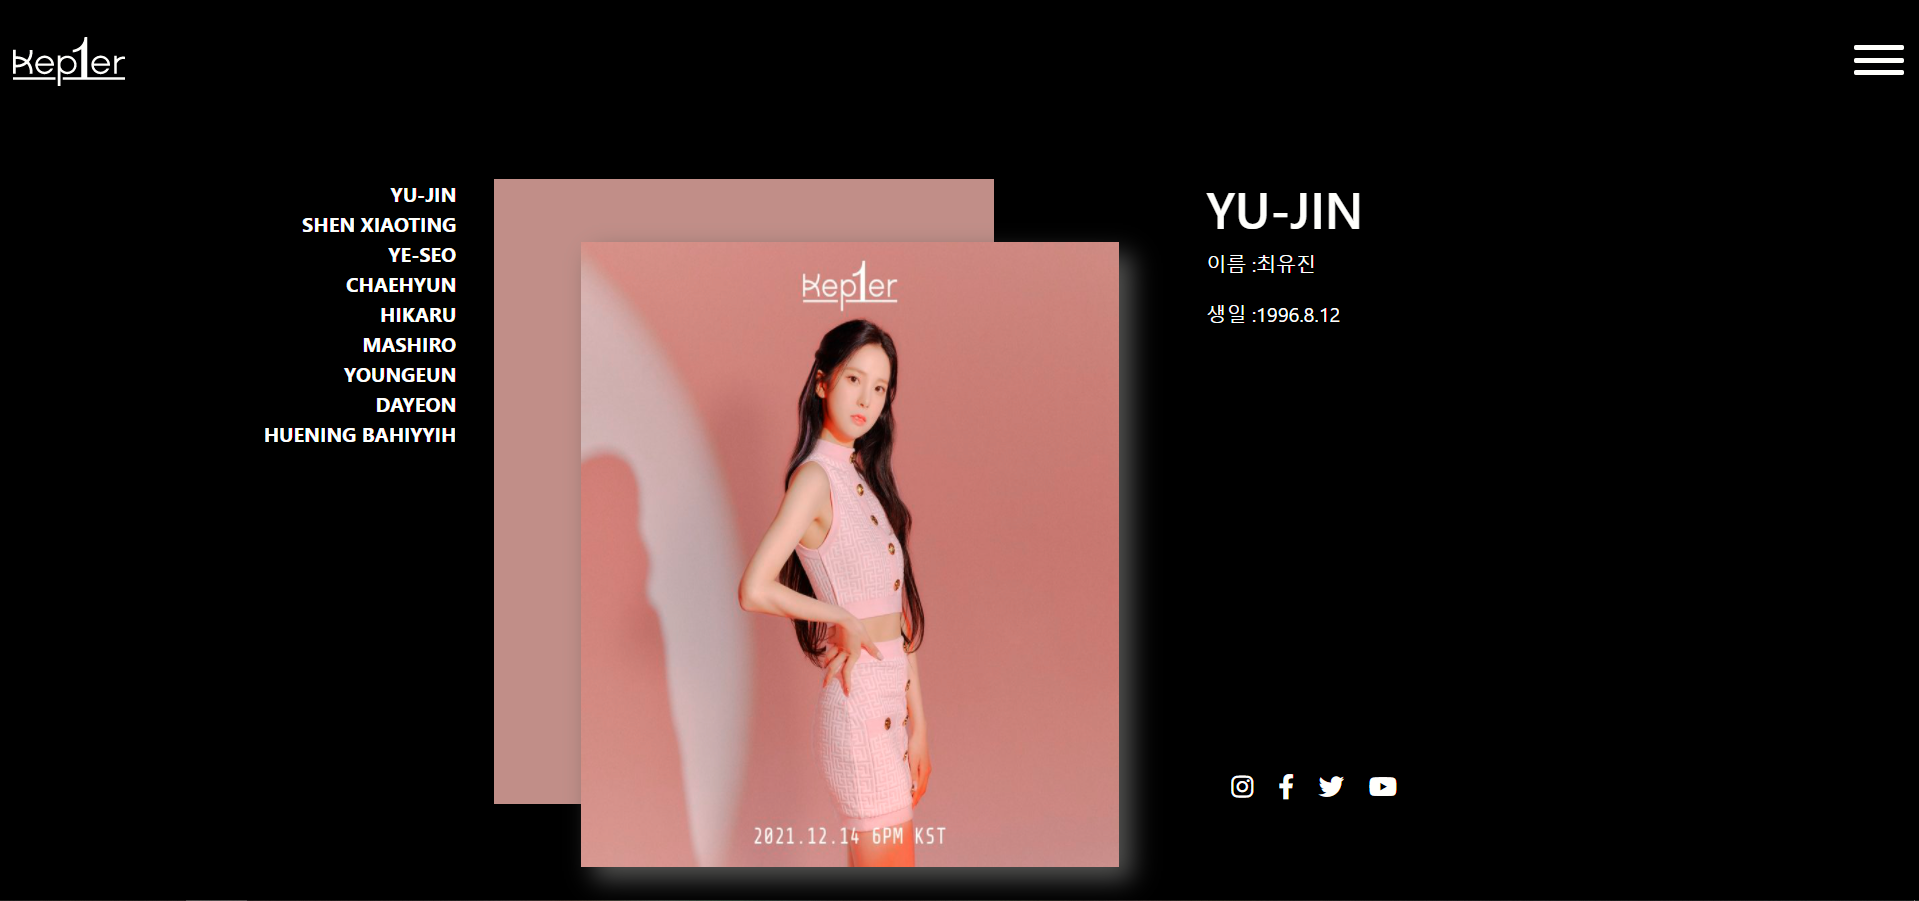 Kep1er
YU-JIN
SHEN XIAOTING
YE-SEO
CHAEHYUN
HIKARU
MASHIRO
YOUNGEUN
DAYEON
HUENING BAHIYYIH
Kep1er
2021.12.14 6PM KST
YU-JIN
이름 :최유진
생일 :1996.8.12